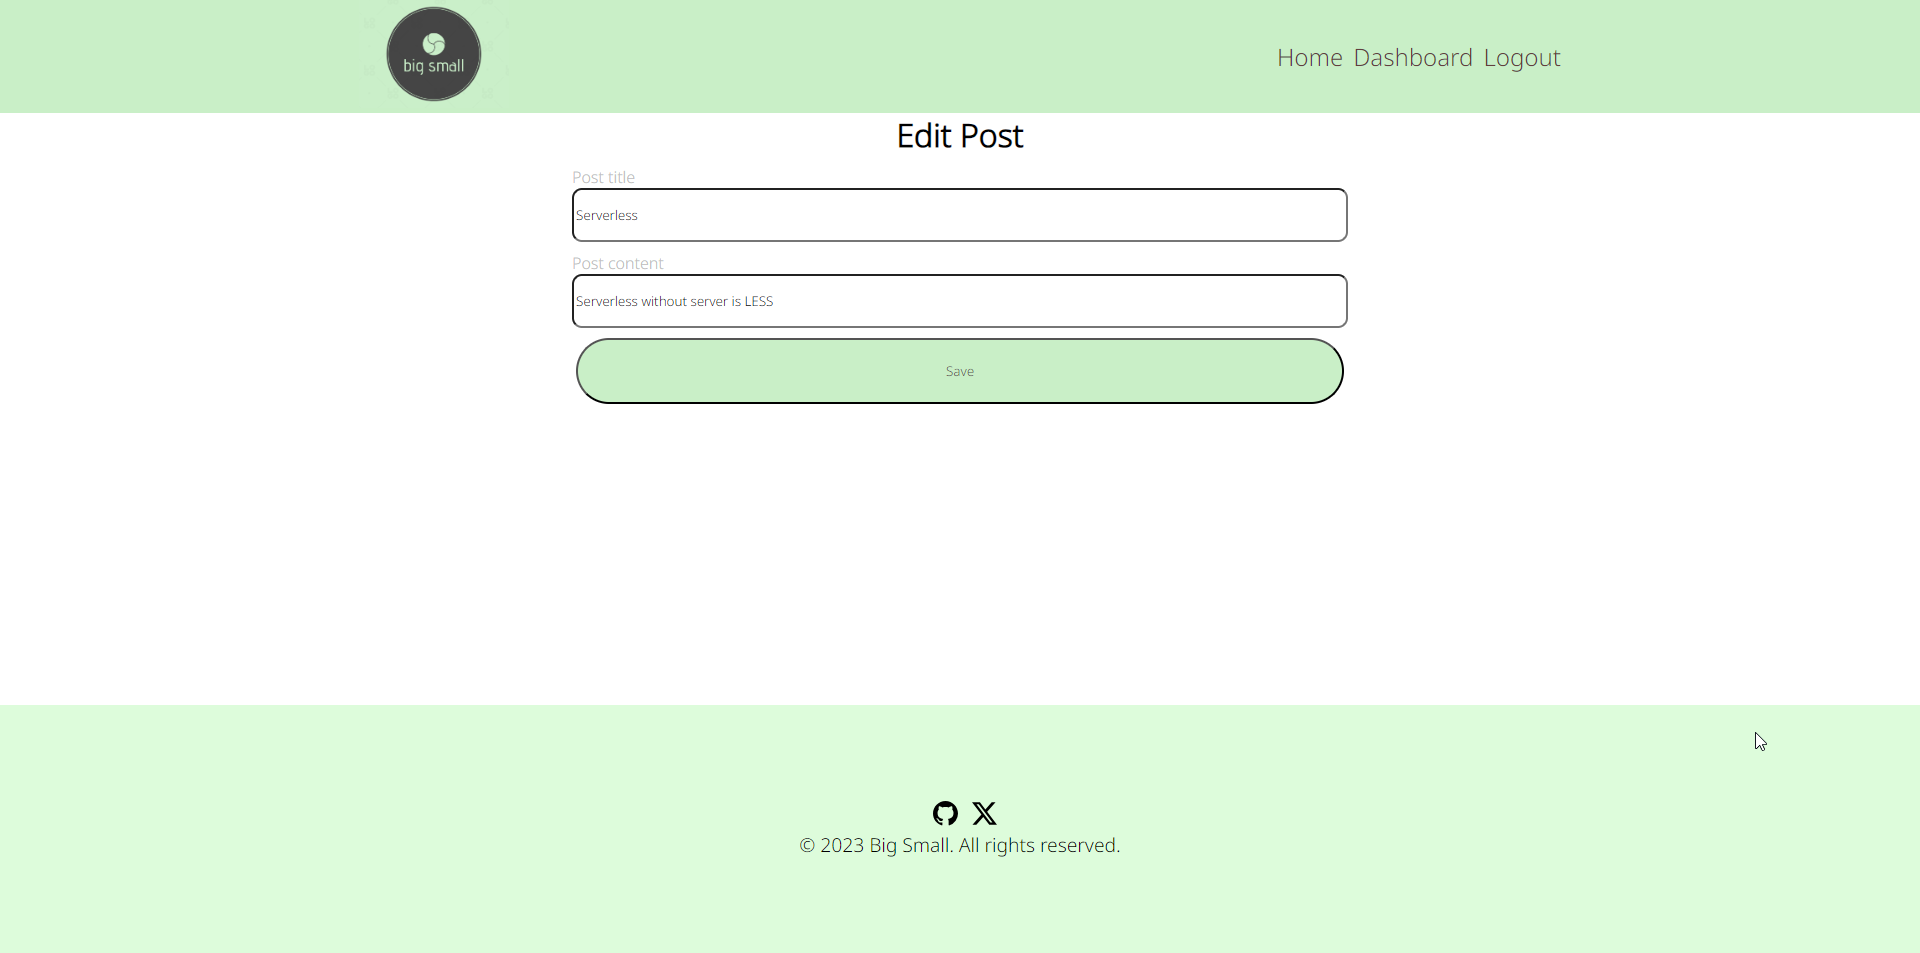 big small
Home Dashboard Logout
Edit Post
Post title
Serverless
Post content
Serverless without server is LESS
Save
© 2023 Big Small. All rights reserved.